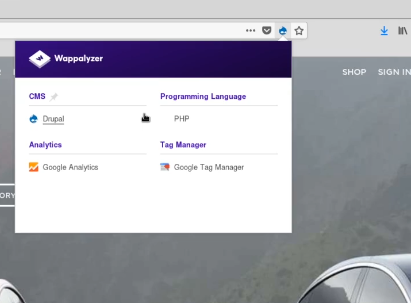 Wappalyzer
SHOP SIGN IN
CMS
Programming Language
Drupal
PHP
Analytics
Tag Manager
Google Analytics
Google Tag Manager
ORY